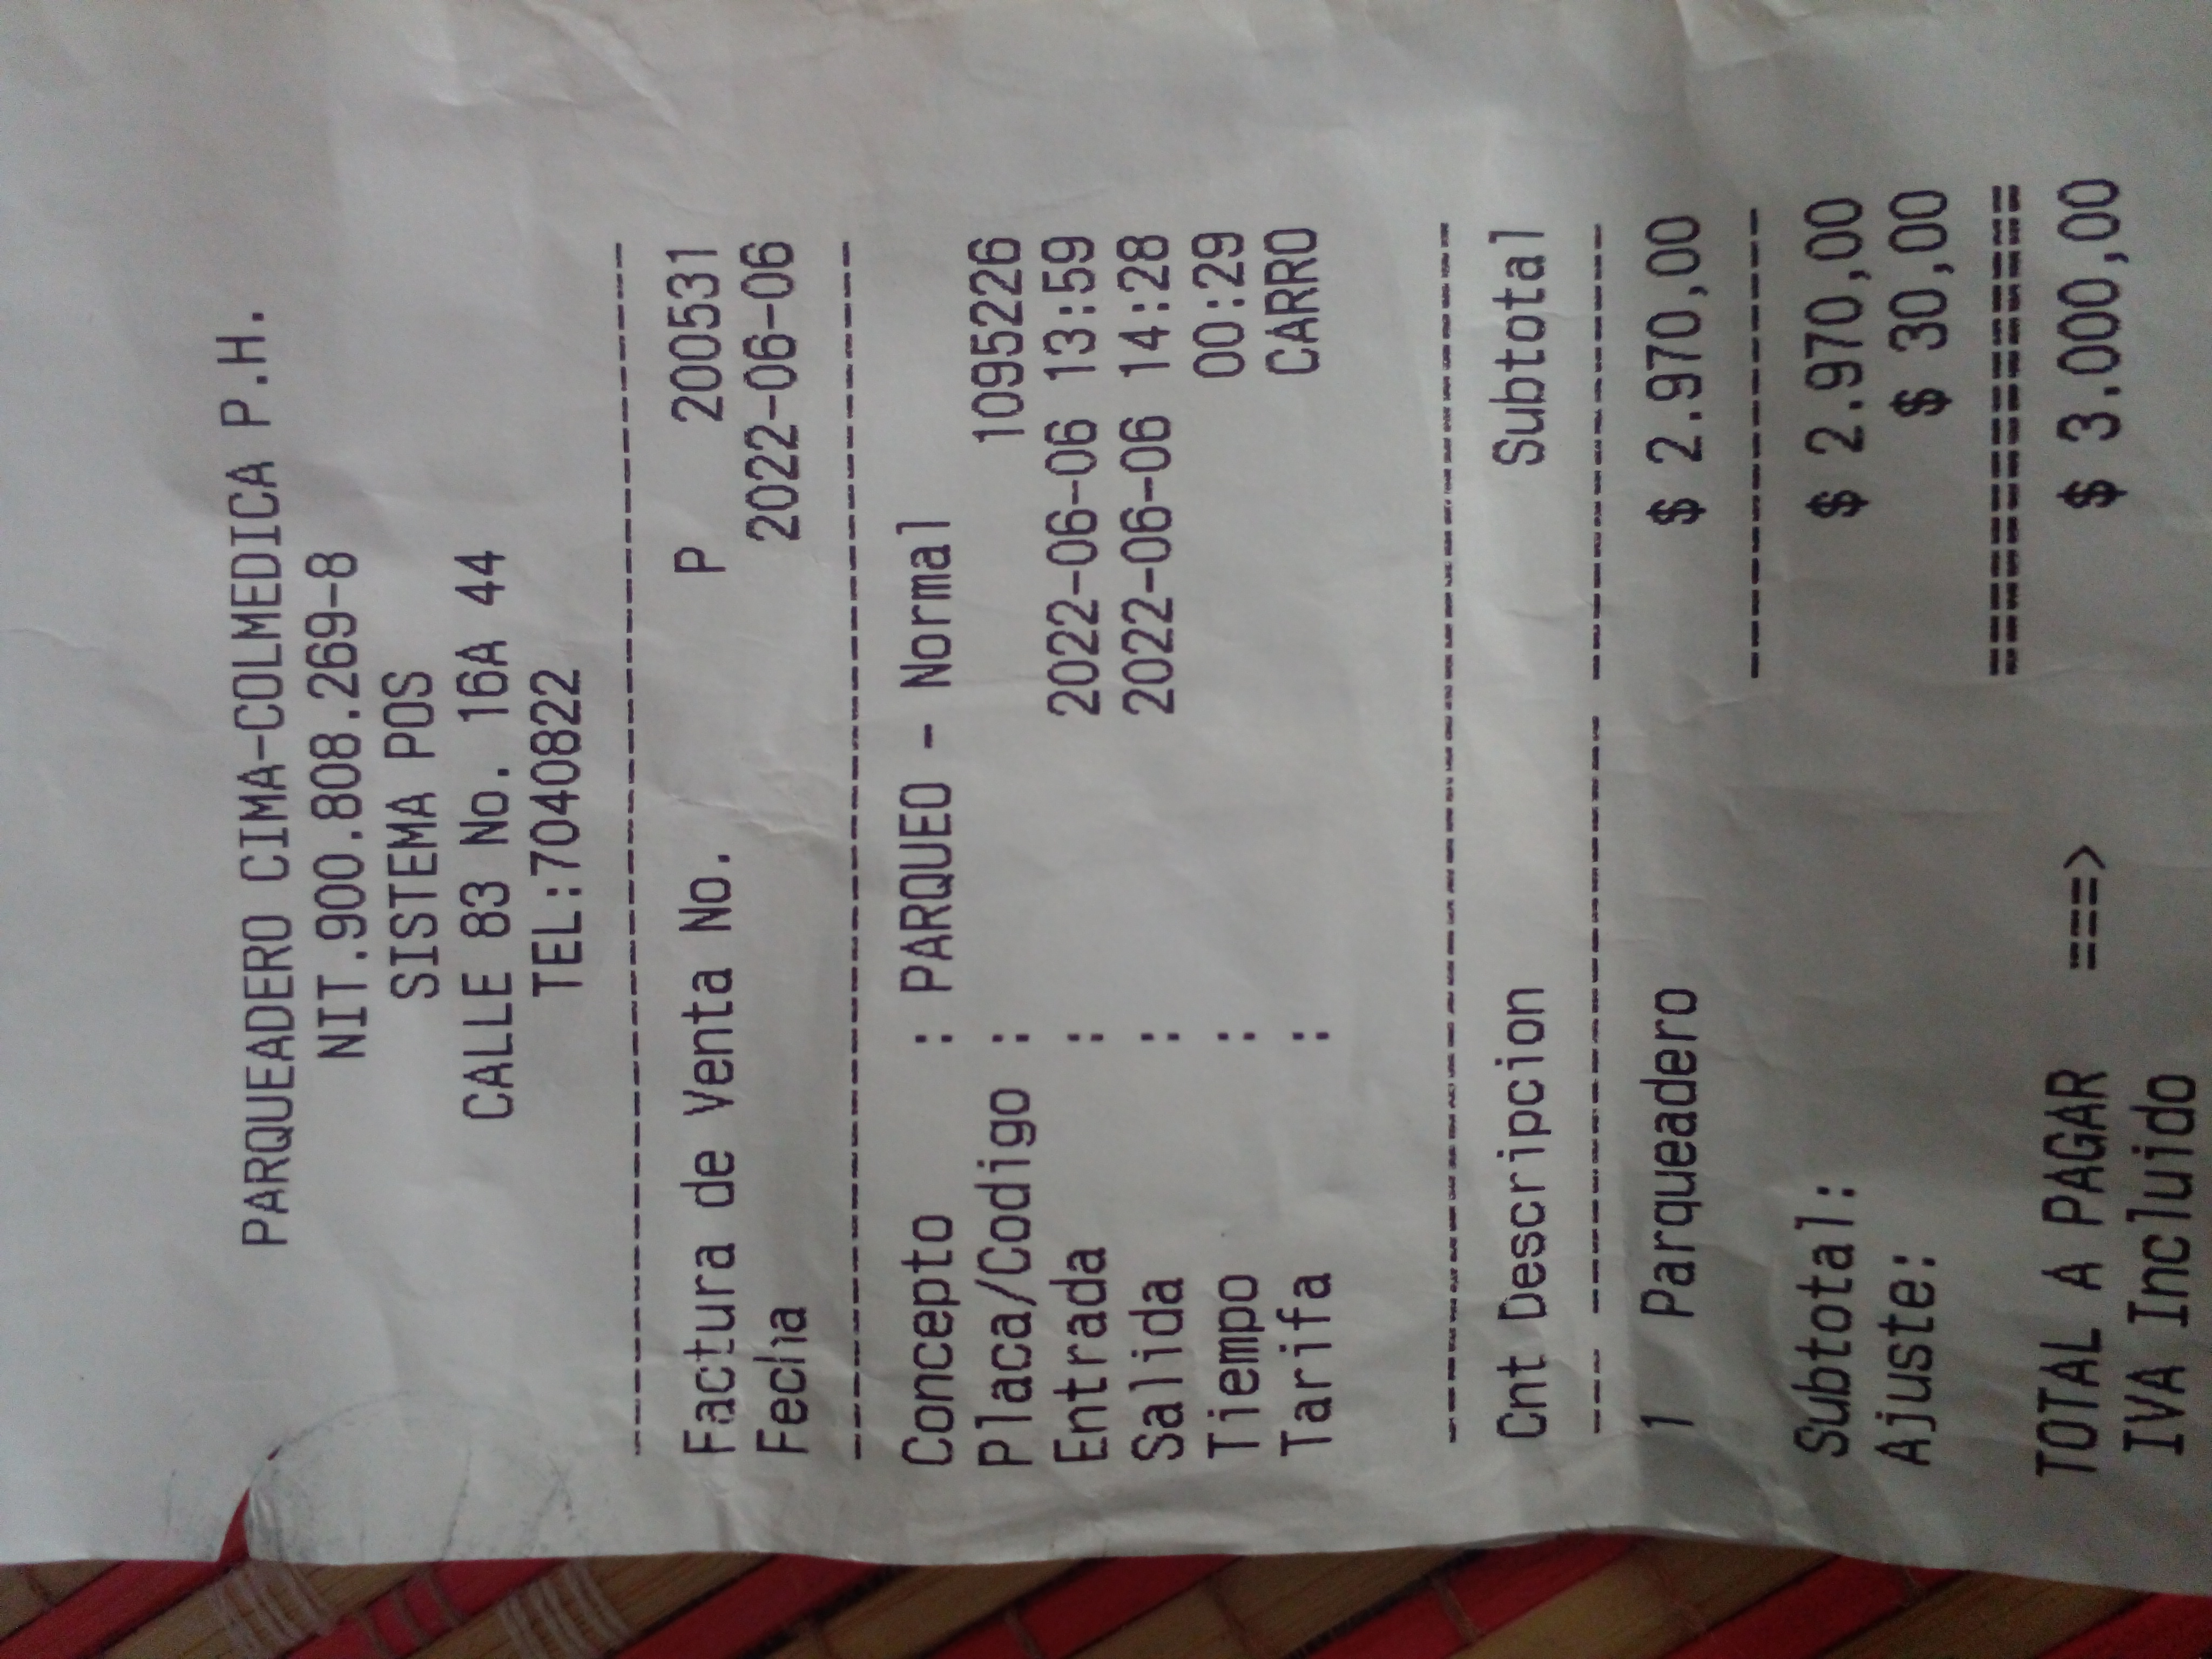 PARQUEADERO CIMA-COLMEDICA P.H.
NIT.900.808.269-8
SISTEMA POS
CALLE 83 No. 16A 44
TEL:7040822
------------------------------------------------
Factura de Venta No. P 200531
Fecha 2022-06-06
------------------------------------------------
Concepto : PARQUEO - Normal
Placa/Codigo : 1095226
Entrada : 2022-06-06 13:59
Salida : 2022-06-06 14:28
Tiempo : 00:29
Tarifa : CARRO
------------------------------------------------
Cnt Descripcion Subtotal
--- ------------------------ ------------------
1 Parqueadero $ 2.970,00
------------------
Subtotal: $ 2.970,00
Ajuste: $ 30,00
==================
TOTAL A PAGAR ===> $ 3.000,00
IVA Incluido